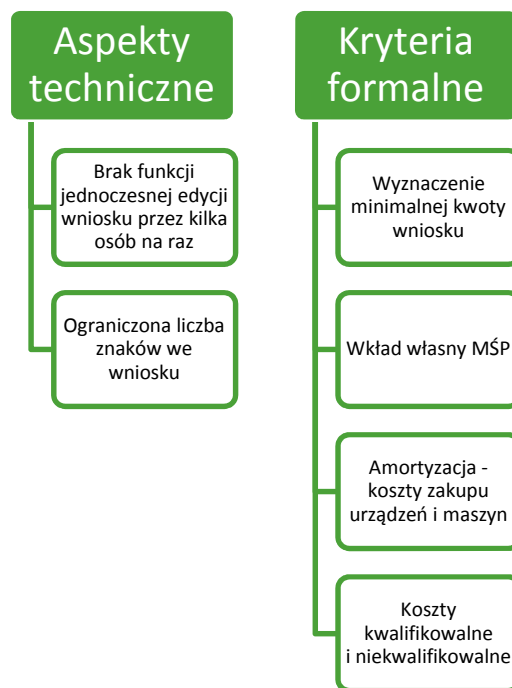 Aspekty
techniczne
Brak funkcji
jednoczesnej edycji
wniosku przez kilka
osób na raz
Ograniczona liczba
znaków we
wniosku
Kryteria
formalne
Wyznaczenie
minimalnej kwoty
wniosku
Wkład własny MŚP
Amortyzacja -
koszty zakupu
urządzeń i maszyn
Koszty
kwalifikowalne
i niekwalifikowalne